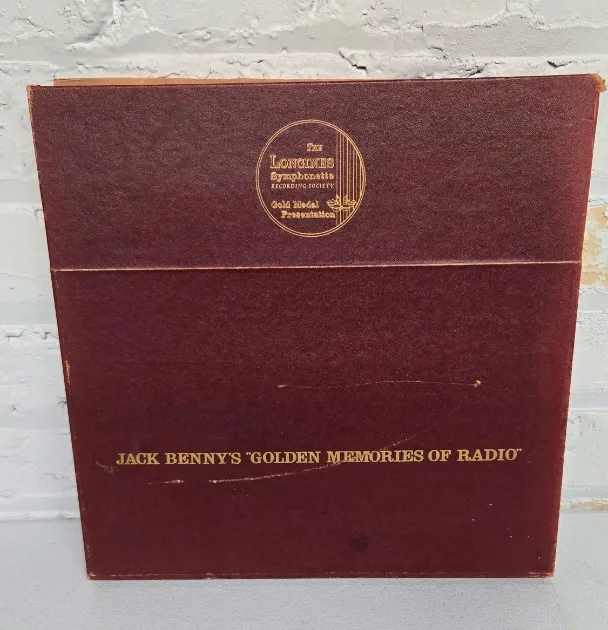 THE
LONGINES
Symphonette
RECORDING SOCIETY
Gold Medal
Presentation
JACK BENNY'S "GOLDEN MEMORIES OF RADIO"